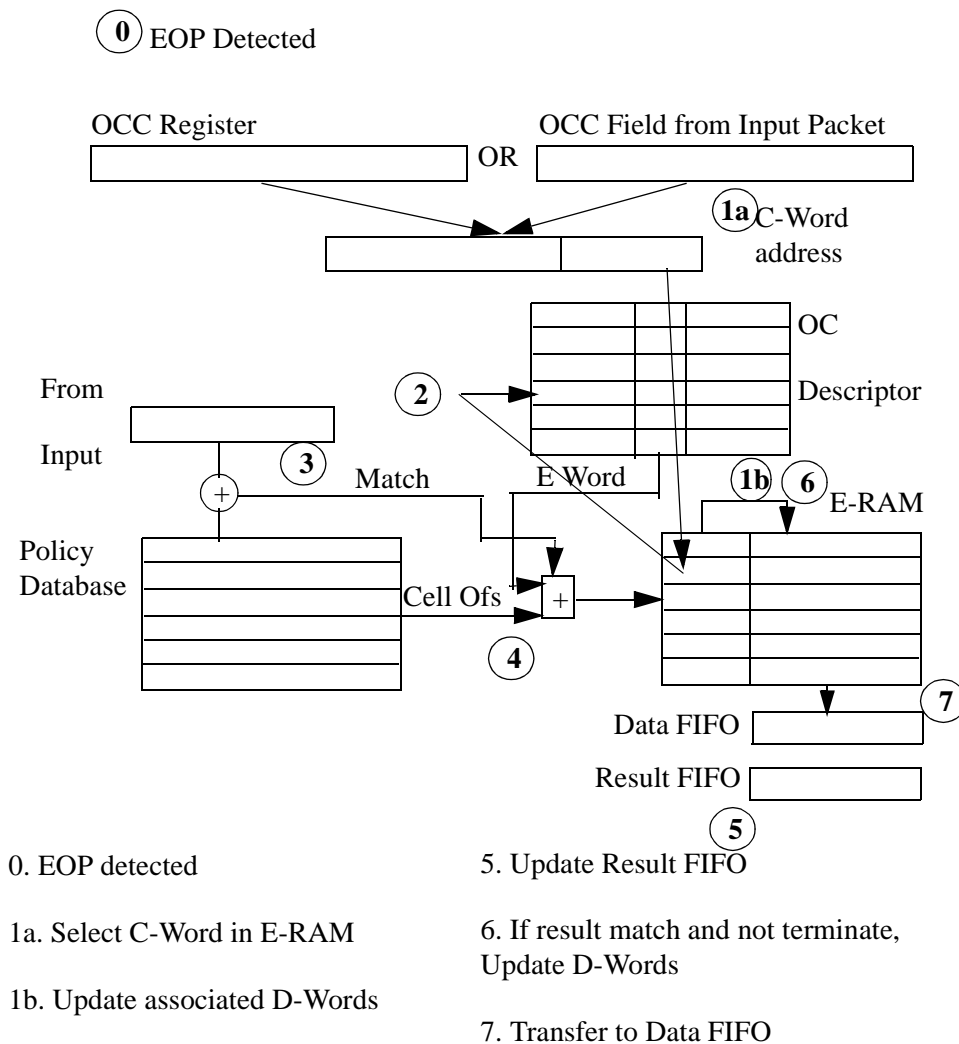 0 EOP Detected
OCC Register
OCC Field from Input Packet
OR
1a C-Word
address
OC
Descriptor
2
From
Input
3
Match
E Word
1b
6
E-RAM
+
Policy
Database
Cell Ofs
+
4
7
Data FIFO
Result FIFO
5
0. EOP detected
1a. Select C-Word in E-RAM
1b. Update associated D-Words
5. Update Result FIFO
6. If result match and not terminate,
Update D-Words
7. Transfer to Data FIFO